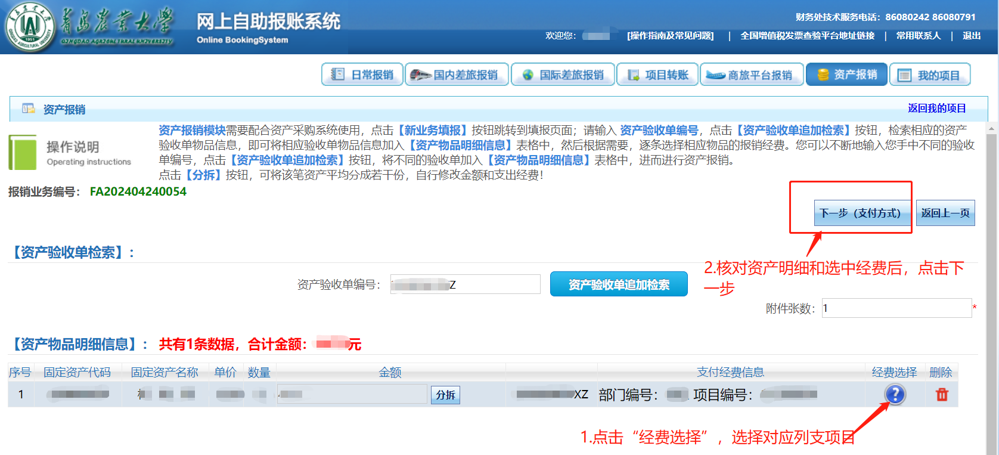 青岛农业大学
QINGDAO AGRICULTURAL UNIVERSITY
网上自助报账系统
Online BookingSystem
财务处技术服务电话：86080242 86080791
欢迎您： [操作指南及常见问题] | 全国增值税发票查验平台地址链接 | 常用联系人 | 退出
日常报销 国内差旅报销 国际差旅报销 项目转账 商旅平台报销 资产报销 我的项目
资产报销 返回我的项目
操作说明
Operating instructions
资产报销模块需要配合资产采购系统使用，点击【新业务填报】按钮跳转到填报页面；请输入 资产验收单编号，点击【资产验收单追加检索】按钮，检索相应的资产
验收单物品信息，即可将相应验收单物品信息加入【资产物品明细信息】表格中，然后根据需要，逐条选择相应物品的报销经费。您可以不断地输入您手中不同的验收
单编号，点击【资产验收单追加检索】按钮，将不同的验收单加入【资产物品明细信息】表格中，进而进行资产报销。
点击【分拆】按钮，可将该笔资产平均分成若干份，自行修改金额和支出经费！
报销业务编号： FA202404240054
下一步（支付方式） 返回上一页
【资产验收单检索】：
2.核对资产明细和选中经费后，点击下
一步
资产验收单编号： Z 资产验收单追加检索
附件张数： 1 *
【资产物品明细信息】： 共有1条数据，合计金额： 元
序号 固定资产代码 固定资产名称 单价 数量 金额 支付经费信息 经费选择 删除
1 分拆 XZ 部门编号： 项目编号： ?
1.点击“经费选择”，选择对应列支项目